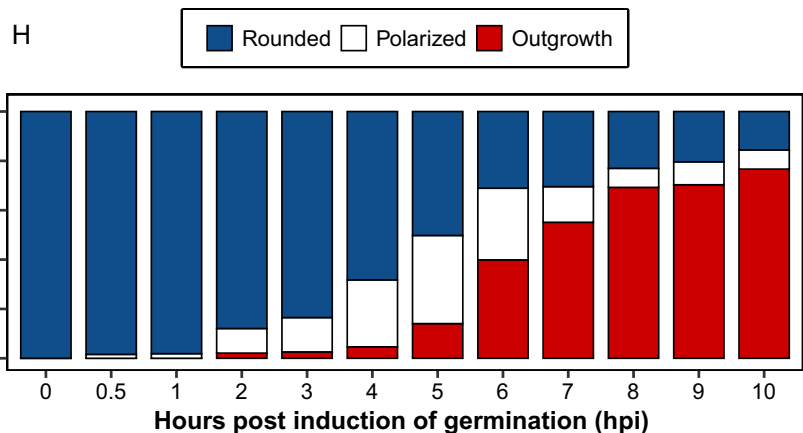 H
Rounded Polarized Outgrowth
0 0.5 1 2 3 4 5 6 7 8 9 10
Hours post induction of germination (hpi)